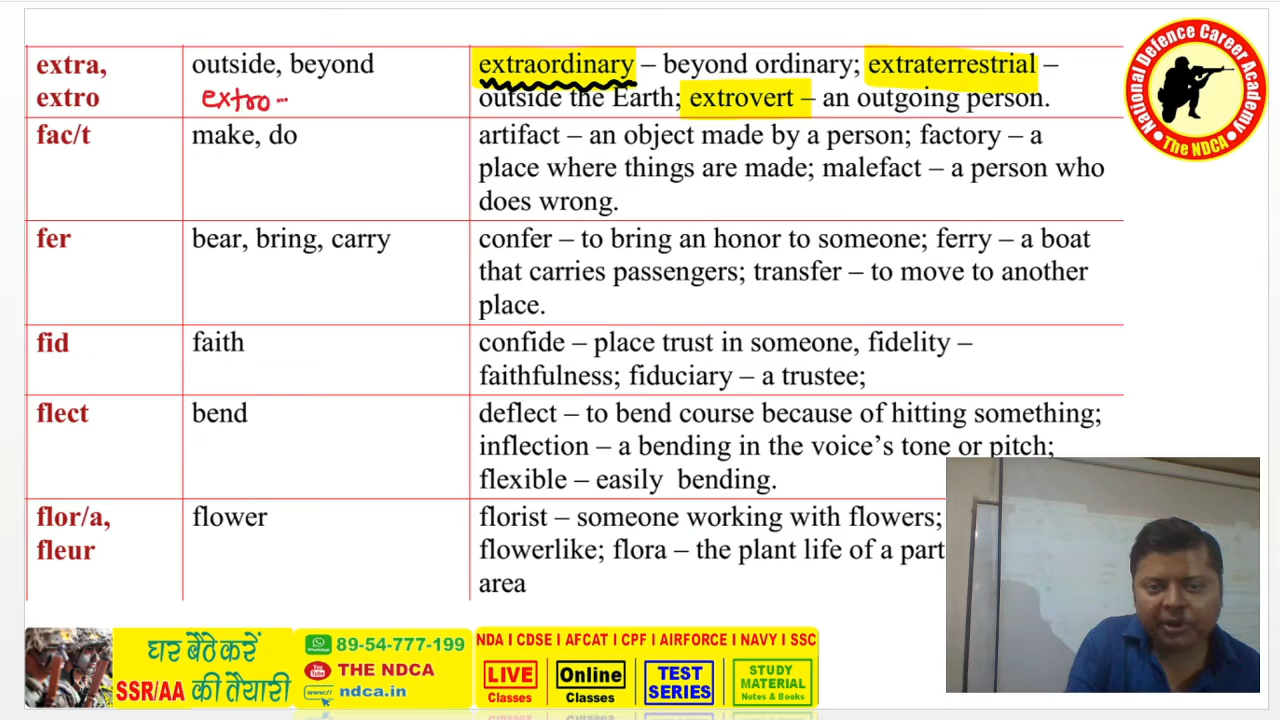 extra, outside, beyond extraordinary – beyond ordinary; extraterrestrial –
extro extro -- outside the Earth; extrovert – an outgoing person.
fac/t make, do artifact – an object made by a person; factory – a
place where things are made; malefact – a person who
does wrong.
fer bear, bring, carry confer – to bring an honor to someone; ferry – a boat
that carries passengers; transfer – to move to another
place.
fid faith confide – place trust in someone, fidelity –
faithfulness; fiduciary – a trustee;
flect bend deflect – to bend course because of hitting something;
inflection – a bending in the voice's tone or pitch;
flexible – easily bending.
flor/a, flower florist – someone working with flowers;
fleur flowerlike; flora – the plant life of a part
area
National Defence Career Academy
The NDCA
घर बैठे करें
SSR/AA की तैयारी
WhatsApp 89-54-777-199
You Tube THE NDCA
www:// ndca.in
NDA I CDSE I AFCAT I CPF I AIRFORCE I NAVY I SSC
LIVE Classes
Online Classes
TEST SERIES
STUDY MATERIAL Notes & Books